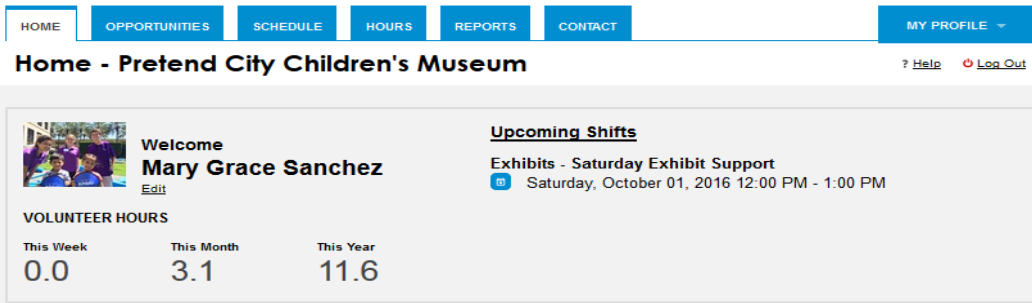 HOME OPPORTUNITIES SCHEDULE HOURS REPORTS CONTACT MY PROFILE
Home - Pretend City Children's Museum
? Help Log Out
Welcome
Mary Grace Sanchez
Edit
VOLUNTEER HOURS
This Week This Month This Year
0.0 3.1 11.6
Upcoming Shifts
Exhibits - Saturday Exhibit Support
Saturday, October 01, 2016 12:00 PM - 1:00 PM